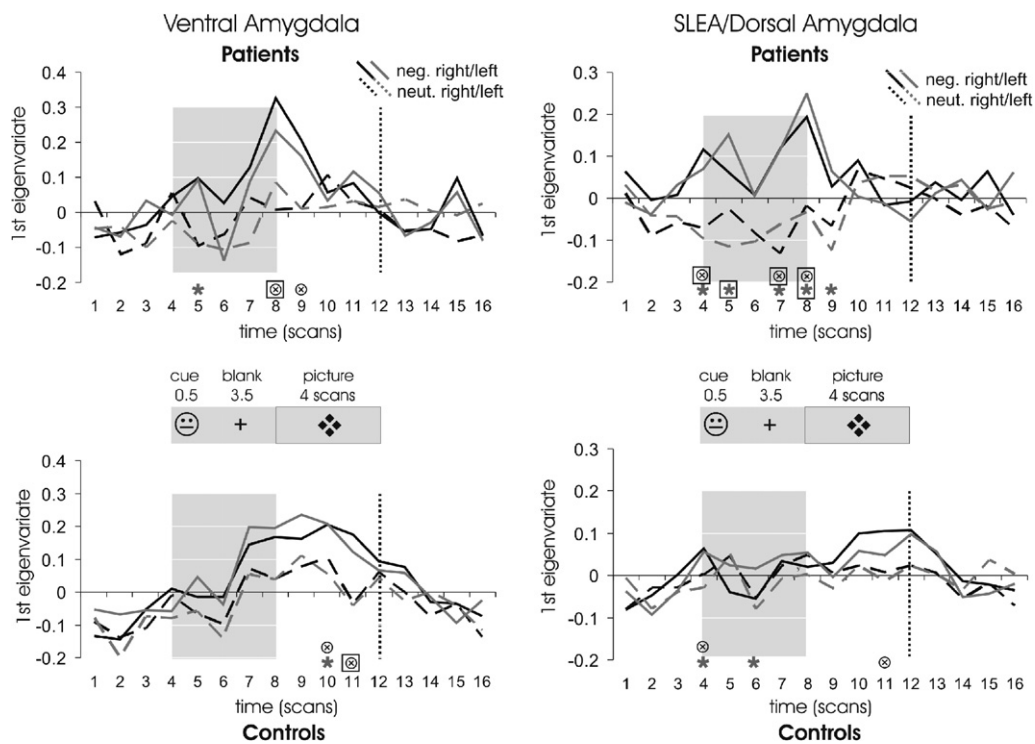 Ventral Amygdala
Patients
neg. right/left
neut. right/left
0.4
0.3
0.2
0.1
0
-0.1
-0.2
1st eigenvariate
1 2 3 4 5 6 7 8 9 10 11 12 13 14 15 16
time (scans)
SLEA/Dorsal Amygdala
Patients
neg. right/left
neut. right/left
0.3
0.2
0.1
0
-0.1
-0.2
1st eigenvariate
1 2 3 4 5 6 7 8 9 10 11 12 13 14 15 16
time (scans)
cue blank picture
0.5 3.5 4 scans
cue blank picture
0.5 3.5 4 scans
0.4
0.3
0.2
0.1
0
-0.1
-0.2
1st eigenvariate
1 2 3 4 5 6 7 8 9 10 11 12 13 14 15 16
time (scans)
Controls
0.3
0.2
0.1
0
-0.1
-0.2
1st eigenvariate
1 2 3 4 5 6 7 8 9 10 11 12 13 14 15 16
time (scans)
Controls